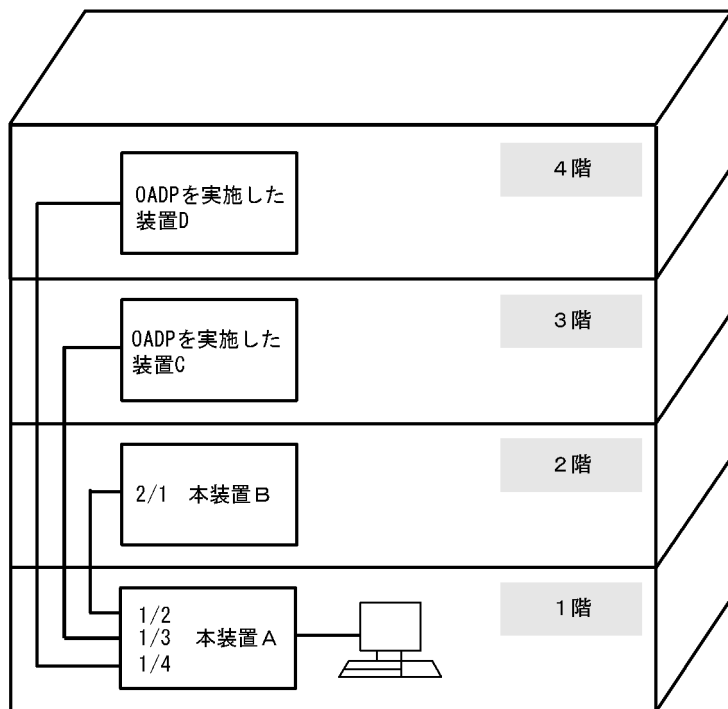 4階
OADPを実施した
装置D
3階
OADPを実施した
装置C
2階
2/1 本装置B
1階
1/2
1/3 本装置A
1/4